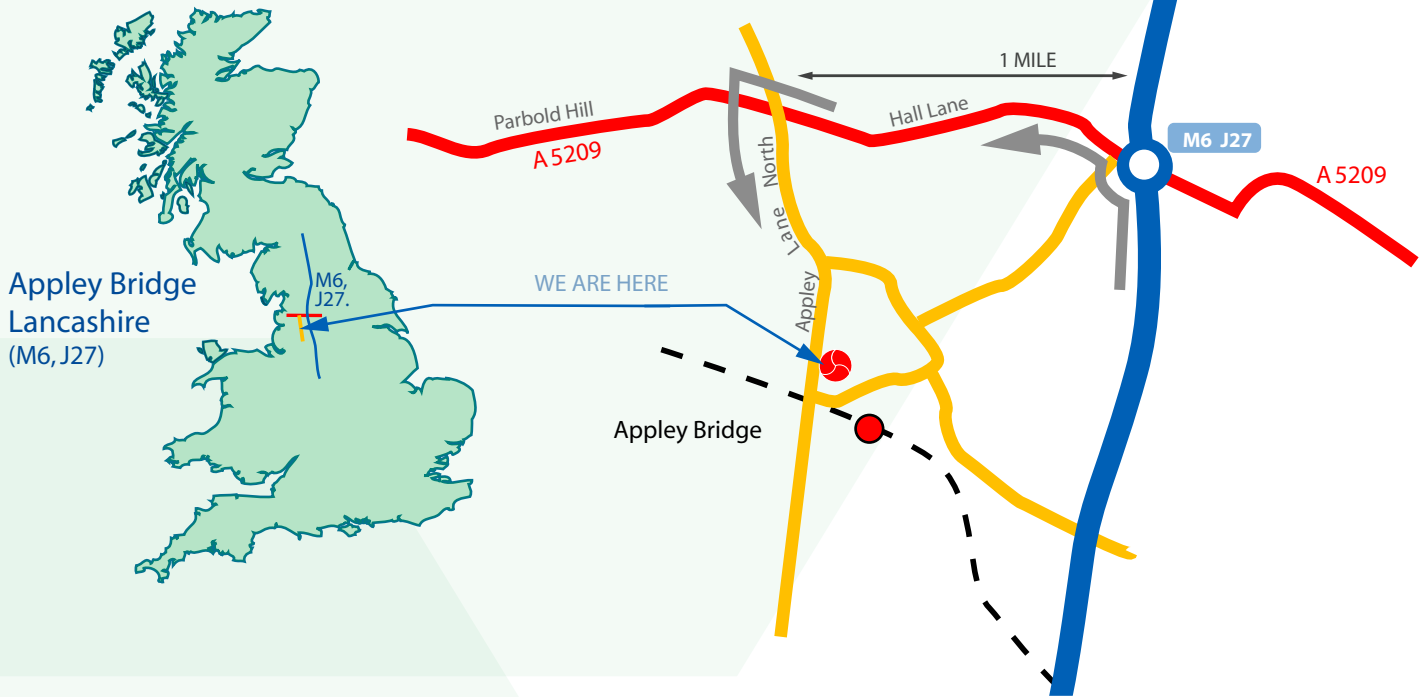 Appley Bridge
Lancashire
(M6, J27)
M6,
J27.
WE ARE HERE
Parbold Hill
A 5209
Hall Lane
1 MILE
M6 J27
A 5209
Appley Lane North
Appley Bridge